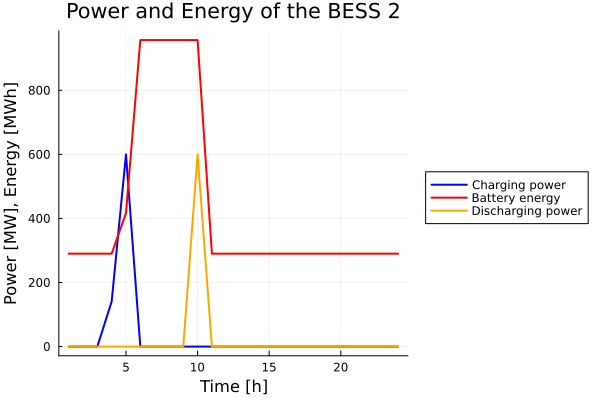 Power and Energy of the BESS 2
Power [MW], Energy [MWh]
800
600
400
200
0
5
10
15
20
Time [h]
Charging power
Battery energy
Discharging power